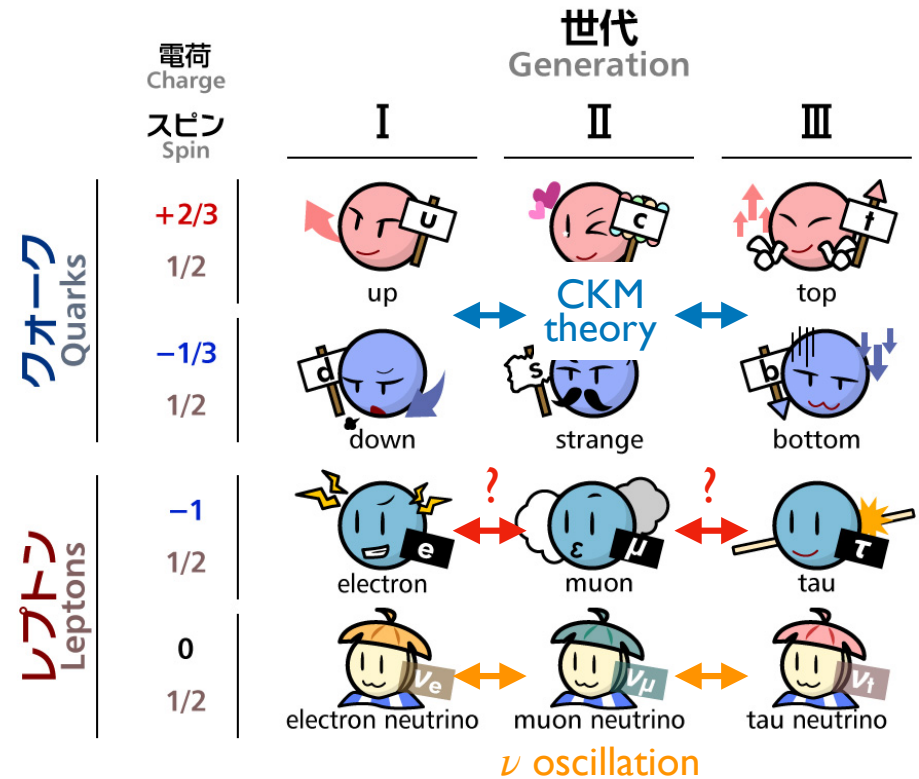 世代
Generation
電荷
Charge
スピン
Spin
I
II
III
クォーク
Quarks
+2/3
1/2
u
c
t
up
top
CKM
theory
−1/3
1/2
d
s
b
down
strange
bottom
レプトン
Leptons
−1
1/2
?
?
e
μ
τ
electron
muon
tau
0
1/2
νe
νμ
ντ
electron neutrino
muon neutrino
tau neutrino
ν oscillation